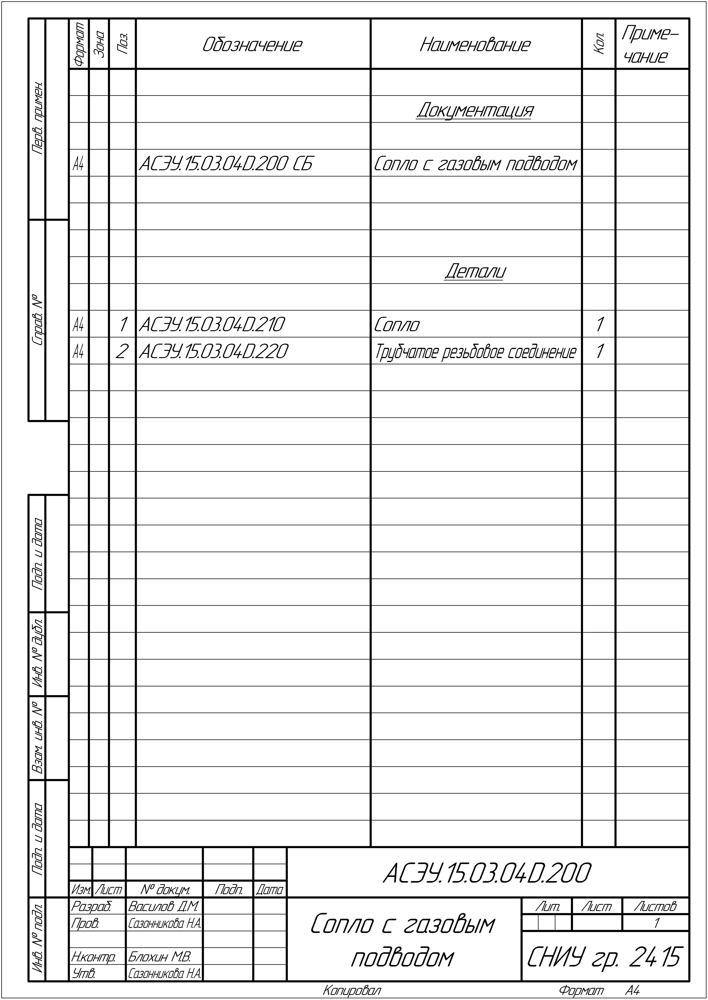 Формат Зона Поз. Обозначение Наименование Кол. Приме-
чание
Документация
А4 АСЭУ.15.03.04D.200 СБ Сопло с газовым подводом
Детали
А4 1 АСЭУ.15.03.04D.210 Сопло 1
А4 2 АСЭУ.15.03.04D.220 Трубчатое резьбовое соединение 1
Перв. примен.
Справ. №
Подп. и дата
Инв. № дубл.
Взам. инв. №
Подп. и дата
Инв. № подл.
АСЭУ.15.03.04D.200
Изм. Лист № докум. Подп. Дата
Разраб. Василов Д.М.
Пров. Сазонникова Н.А.
Н.контр. Блохин М.В.
Утв. Сазонникова Н.А.
Сопло с газовым
подводом
Лит. Лист Листов
1
СНИУ гр. 2415
Копировал Формат А4